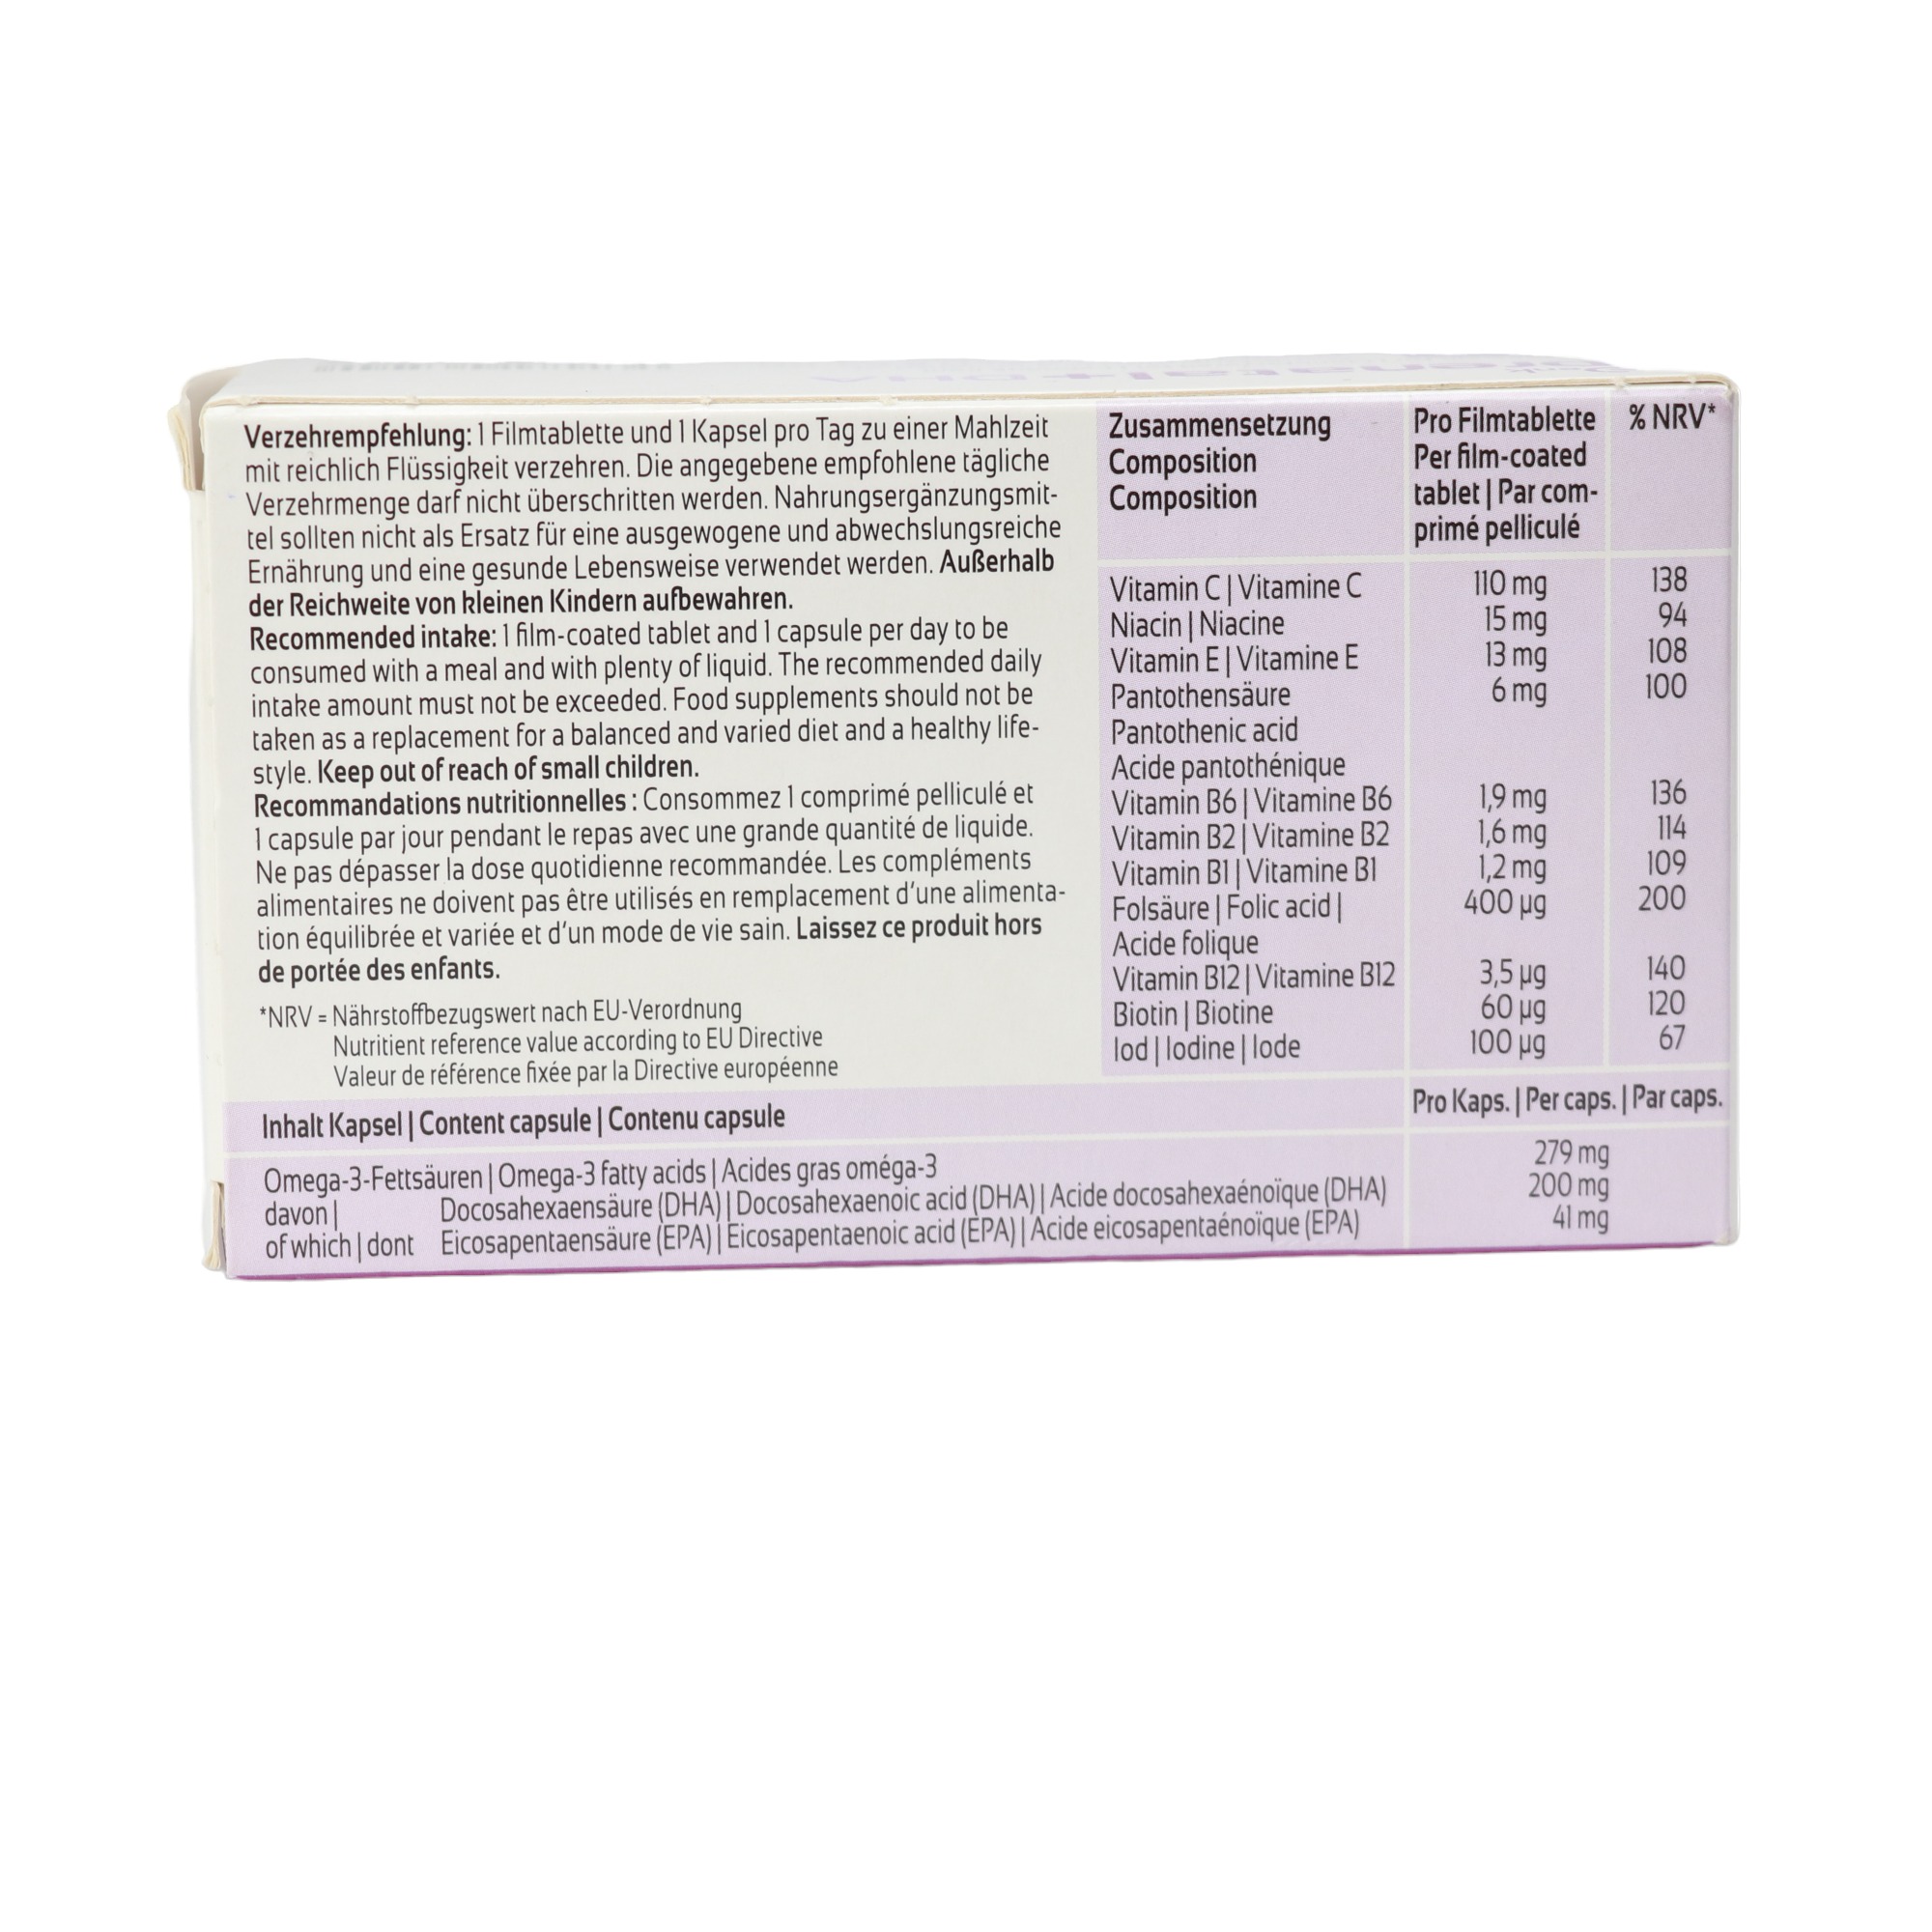 Verzehrempfehlung: 1 Filmtablette und 1 Kapsel pro Tag zu einer Mahlzeit
mit reichlich Flüssigkeit verzehren. Die angegebene empfohlene tägliche
Verzehrmenge darf nicht überschritten werden. Nahrungsergänzungsmit-
tel sollten nicht als Ersatz für eine ausgewogene und abwechslungsreiche
Ernährung und eine gesunde Lebensweise verwendet werden. Außerhalb
der Reichweite von kleinen Kindern aufbewahren.
Recommended intake: 1 film-coated tablet and 1 capsule per day to be
consumed with a meal and with plenty of liquid. The recommended daily
intake amount must not be exceeded. Food supplements should not be
taken as a replacement for a balanced and varied diet and a healthy life-
style. Keep out of reach of small children.
Recommandations nutritionnelles : Consommez 1 comprimé pelliculé et
1 capsule par jour pendant le repas avec une grande quantité de liquide.
Ne pas dépasser la dose quotidienne recommandée. Les compléments
alimentaires ne doivent pas être utilisés en remplacement d'une alimenta-
tion équilibrée et variée et d'un mode de vie sain. Laissez ce produit hors
de portée des enfants.
*NRV = Nährstoffbezugswert nach EU-Verordnung
Nutritient reference value according to EU Directive
Valeur de référence fixée par la Directive européenne
Zusammensetzung Pro Filmtablette % NRV*
Composition Per film-coated
Composition tablet | Par com-
primé pelliculé
Vitamin C | Vitamine C 110 mg 138
Niacin | Niacine 15 mg 94
Vitamin E | Vitamine E 13 mg 108
Pantothensäure 6 mg 100
Pantothenic acid
Acide pantothénique
Vitamin B6 | Vitamine B6 1,9 mg 136
Vitamin B2 | Vitamine B2 1,6 mg 114
Vitamin B1 | Vitamine B1 1,2 mg 109
Folsäure | Folic acid | 400 µg 200
Acide folique
Vitamin B12 | Vitamine B12 3,5 µg 140
Biotin | Biotine 60 µg 120
Iod | Iodine | Iode 100 µg 67
Inhalt Kapsel | Content capsule | Contenu capsule Pro Kaps. | Per caps. | Par caps.
Omega-3-Fettsäuren | Omega-3 fatty acids | Acides gras oméga-3 279 mg
davon | Docosahexaensäure (DHA) | Docosahexaenoic acid (DHA) | Acide docosahexaénoïque (DHA) 200 mg
of which | dont Eicosapentaensäure (EPA) | Eicosapentaenoic acid (EPA) | Acide eicosapentaénoïque (EPA) 41 mg